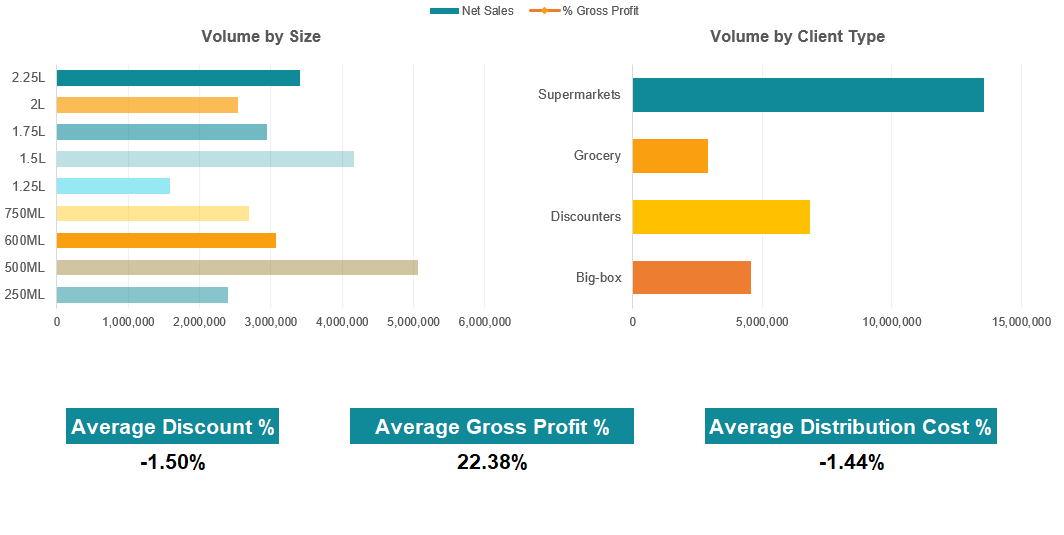 Net Sales % Gross Profit
Volume by Size
2.25L
2L
1.75L
1.5L
1.25L
750ML
600ML
500ML
250ML
0 1,000,000 2,000,000 3,000,000 4,000,000 5,000,000 6,000,000
Volume by Client Type
Supermarkets
Grocery
Discounters
Big-box
0 5,000,000 10,000,000 15,000,000
Average Discount %
-1.50%
Average Gross Profit %
22.38%
Average Distribution Cost %
-1.44%